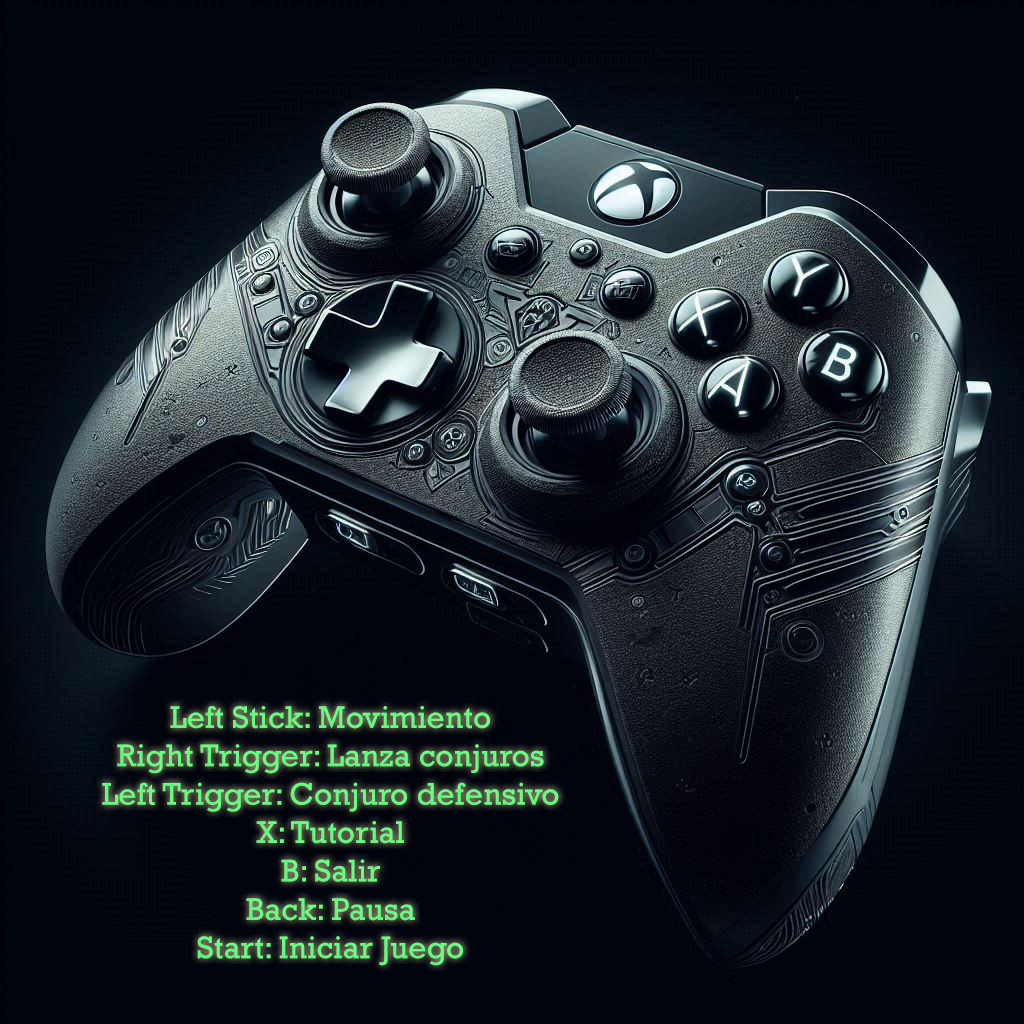 Y
X
B
A
Left Stick: Movimiento
Right Trigger: Lanza conjuros
Left Trigger: Conjuro defensivo
X: Tutorial
B: Salir
Back: Pausa
Start: Iniciar Juego